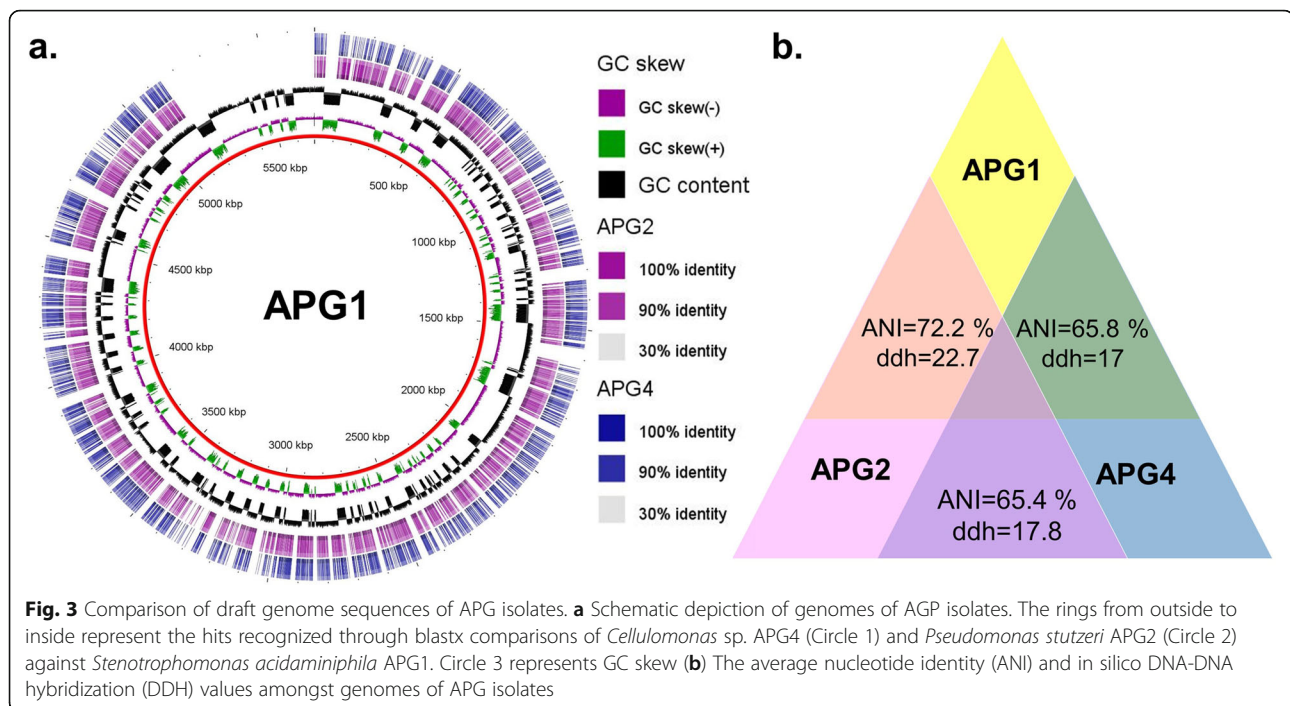 a.
APG1
500 kbp
1000 kbp
1500 kbp
2000 kbp
2500 kbp
3000 kbp
3500 kbp
4000 kbp
4500 kbp
5000 kbp
5500 kbp
GC skew
GC skew(-)
GC skew(+)
GC content
APG2
100% identity
90% identity
30% identity
APG4
100% identity
90% identity
30% identity
b.
APG1
ANI=72.2 %
ddh=22.7
ANI=65.8 %
ddh=17
APG2
APG4
ANI=65.4 %
ddh=17.8
Fig. 3 Comparison of draft genome sequences of APG isolates. a Schematic depiction of genomes of AGP isolates. The rings from outside to
inside represent the hits recognized through blastx comparisons of Cellulomonas sp. APG4 (Circle 1) and Pseudomonas stutzeri APG2 (Circle 2)
against Stenotrophomonas acidaminiphila APG1. Circle 3 represents GC skew (b) The average nucleotide identity (ANI) and in silico DNA-DNA
hybridization (DDH) values amongst genomes of APG isolates